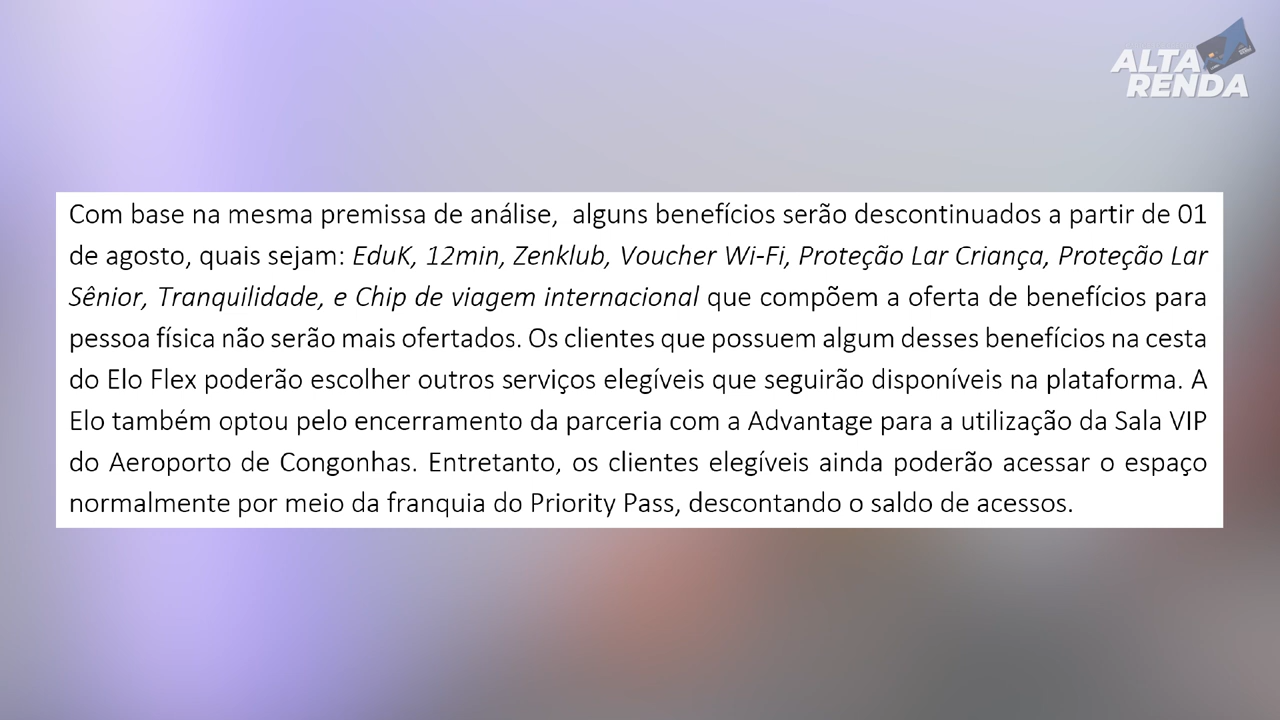 ALTA
RENDA
Com base na mesma premissa de análise,  alguns benefícios serão descontinuados a partir de 01
de agosto, quais sejam: EduK, 12min, Zenklub, Voucher Wi-Fi, Proteção Lar Criança, Proteção Lar
Sênior, Tranquilidade, e Chip de viagem internacional que compõem a oferta de benefícios para
pessoa física não serão mais ofertados. Os clientes que possuem algum desses benefícios na cesta
do Elo Flex poderão escolher outros serviços elegíveis que seguirão disponíveis na plataforma. A
Elo também optou pelo encerramento da parceria com a Advantage para a utilização da Sala VIP
do Aeroporto de Congonhas. Entretanto, os clientes elegíveis ainda poderão acessar o espaço
normalmente por meio da franquia do Priority Pass, descontando o saldo de acessos.